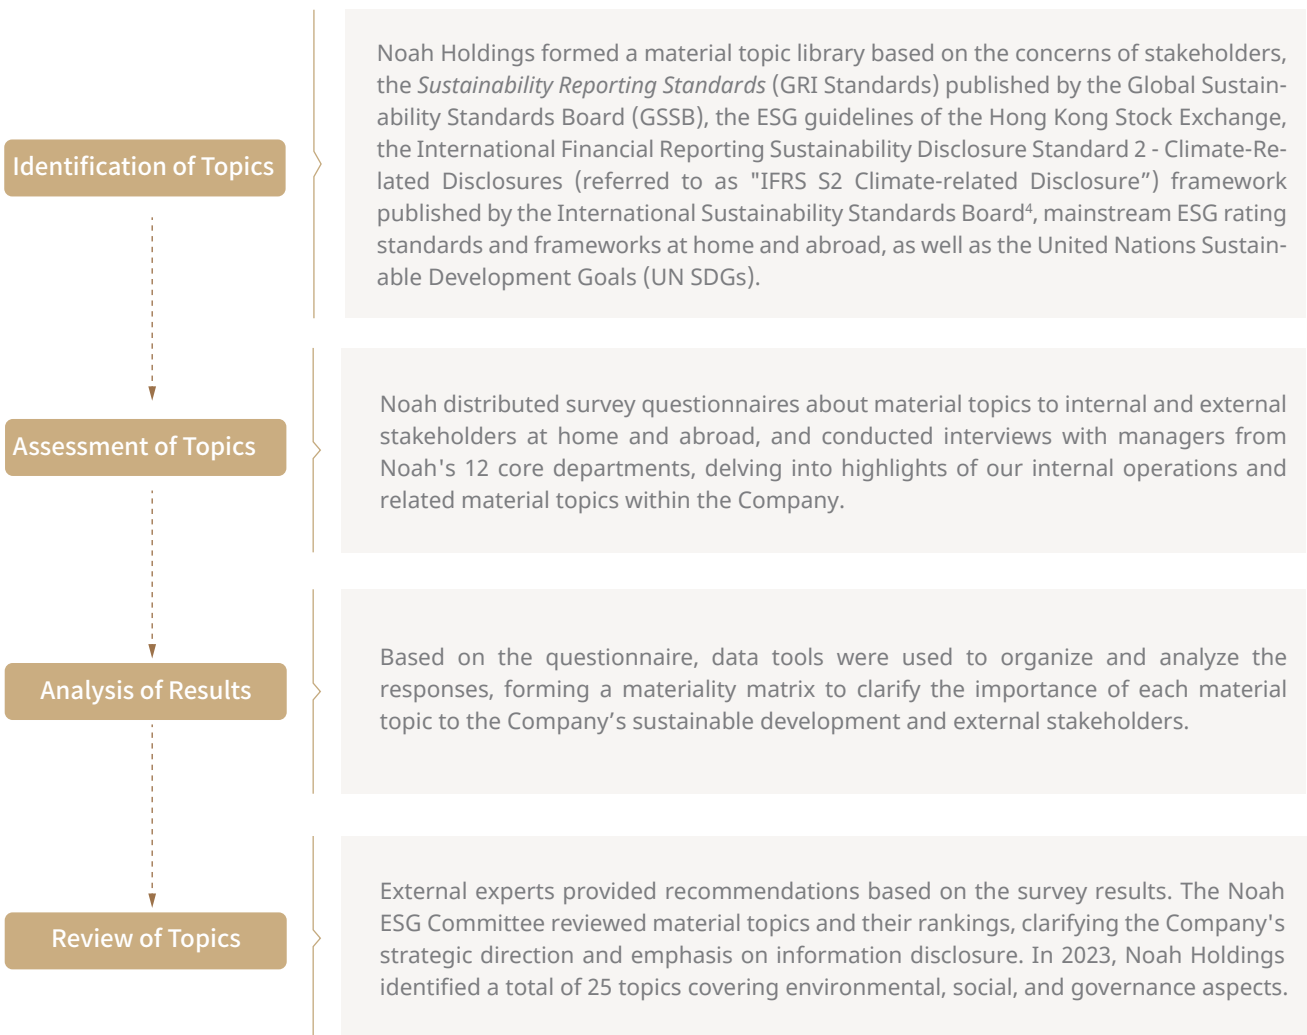 Noah Holdings formed a material topic library based on the concerns of stakeholders,
the Sustainability Reporting Standards (GRI Standards) published by the Global Sustain-
ability Standards Board (GSSB), the ESG guidelines of the Hong Kong Stock Exchange,
the International Financial Reporting Sustainability Disclosure Standard 2 - Climate-Re-
lated Disclosures (referred to as "IFRS S2 Climate-related Disclosure”) framework
published by the International Sustainability Standards Board⁴, mainstream ESG rating
standards and frameworks at home and abroad, as well as the United Nations Sustain-
able Development Goals (UN SDGs).
Identification of Topics
Noah distributed survey questionnaires about material topics to internal and external
stakeholders at home and abroad, and conducted interviews with managers from
Noah's 12 core departments, delving into highlights of our internal operations and
related material topics within the Company.
Assessment of Topics
Based on the questionnaire, data tools were used to organize and analyze the
responses, forming a materiality matrix to clarify the importance of each material
topic to the Company’s sustainable development and external stakeholders.
Analysis of Results
External experts provided recommendations based on the survey results. The Noah
ESG Committee reviewed material topics and their rankings, clarifying the Company's
strategic direction and emphasis on information disclosure. In 2023, Noah Holdings
identified a total of 25 topics covering environmental, social, and governance aspects.
Review of Topics